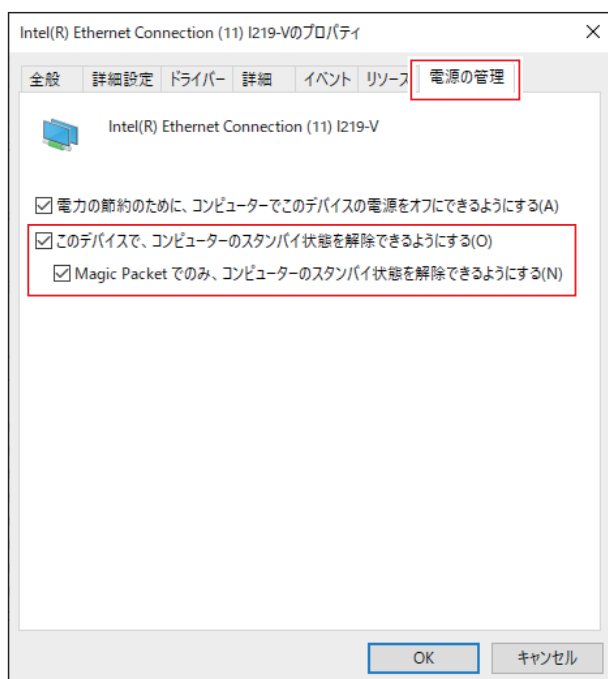 Intel(R) Ethernet Connection (11) I219-Vのプロパティ
全般 詳細設定 ドライバー 詳細 イベント リソース 電源の管理
Intel(R) Ethernet Connection (11) I219-V
電力の節約のために、コンピューターでこのデバイスの電源をオフにできるようにする(A)
このデバイスで、コンピューターのスタンバイ状態を解除できるようにする(O)
Magic Packet でのみ、コンピューターのスタンバイ状態を解除できるようにする(N)
OK キャンセル